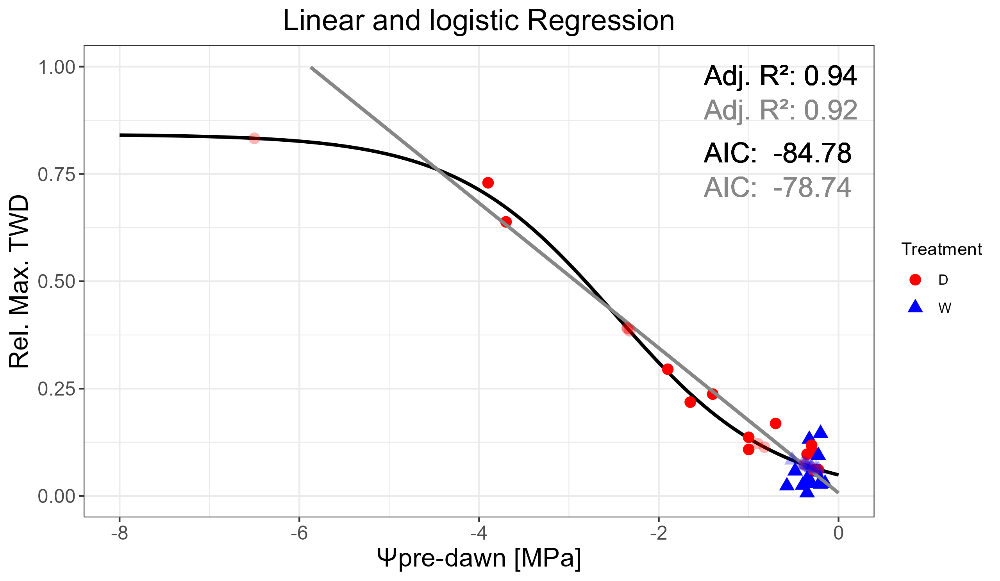 Linear and logistic Regression
Adj. R²: 0.94
Adj. R²: 0.92
AIC: -84.78
AIC: -78.74
1.00
0.75
0.50
0.25
0.00
Rel. Max. TWD
-8
-6
-4
-2
0
Ψpre-dawn [MPa]
Treatment
D
W